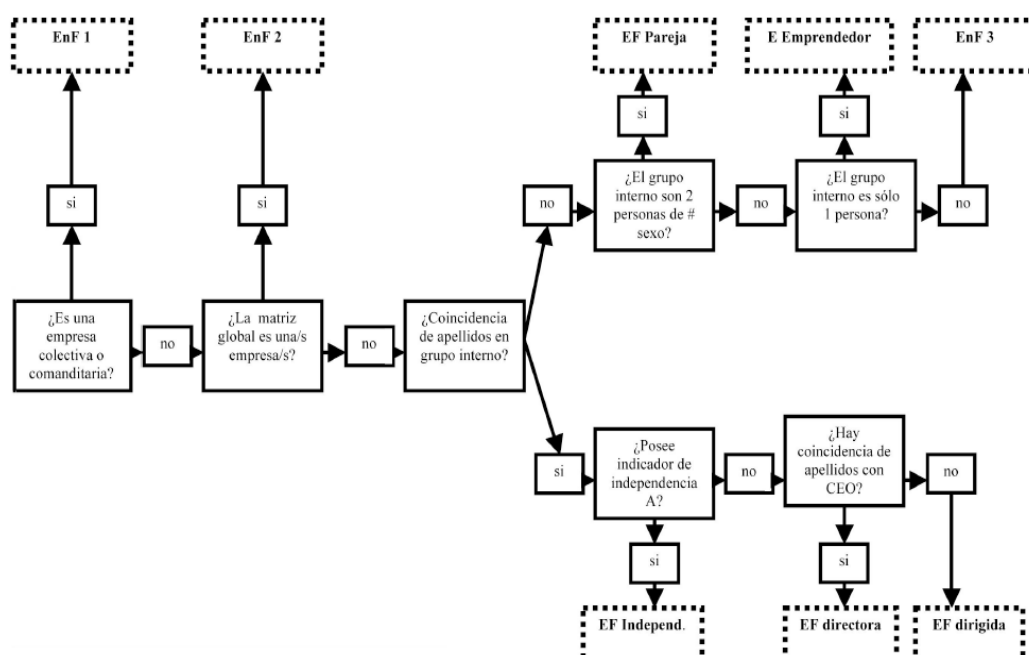 EnF 1
EnF 2
EF Pareja
E Emprendedor
EnF 3
si
si
si
si
no
¿El grupo
interno son 2
personas de #
sexo?
no
¿El grupo
interno es sólo
1 persona?
no
¿Es una
empresa
colectiva o
comanditaria?
no
¿La matriz
global es una/s
empresa/s?
no
¿Coincidencia
de apellidos en
grupo interno?
si
¿Posee
indicador de
independencia
A?
no
¿Hay
coincidencia de
apellidos con
CEO?
no
si
si
EF Independ.
EF directora
EF dirigida